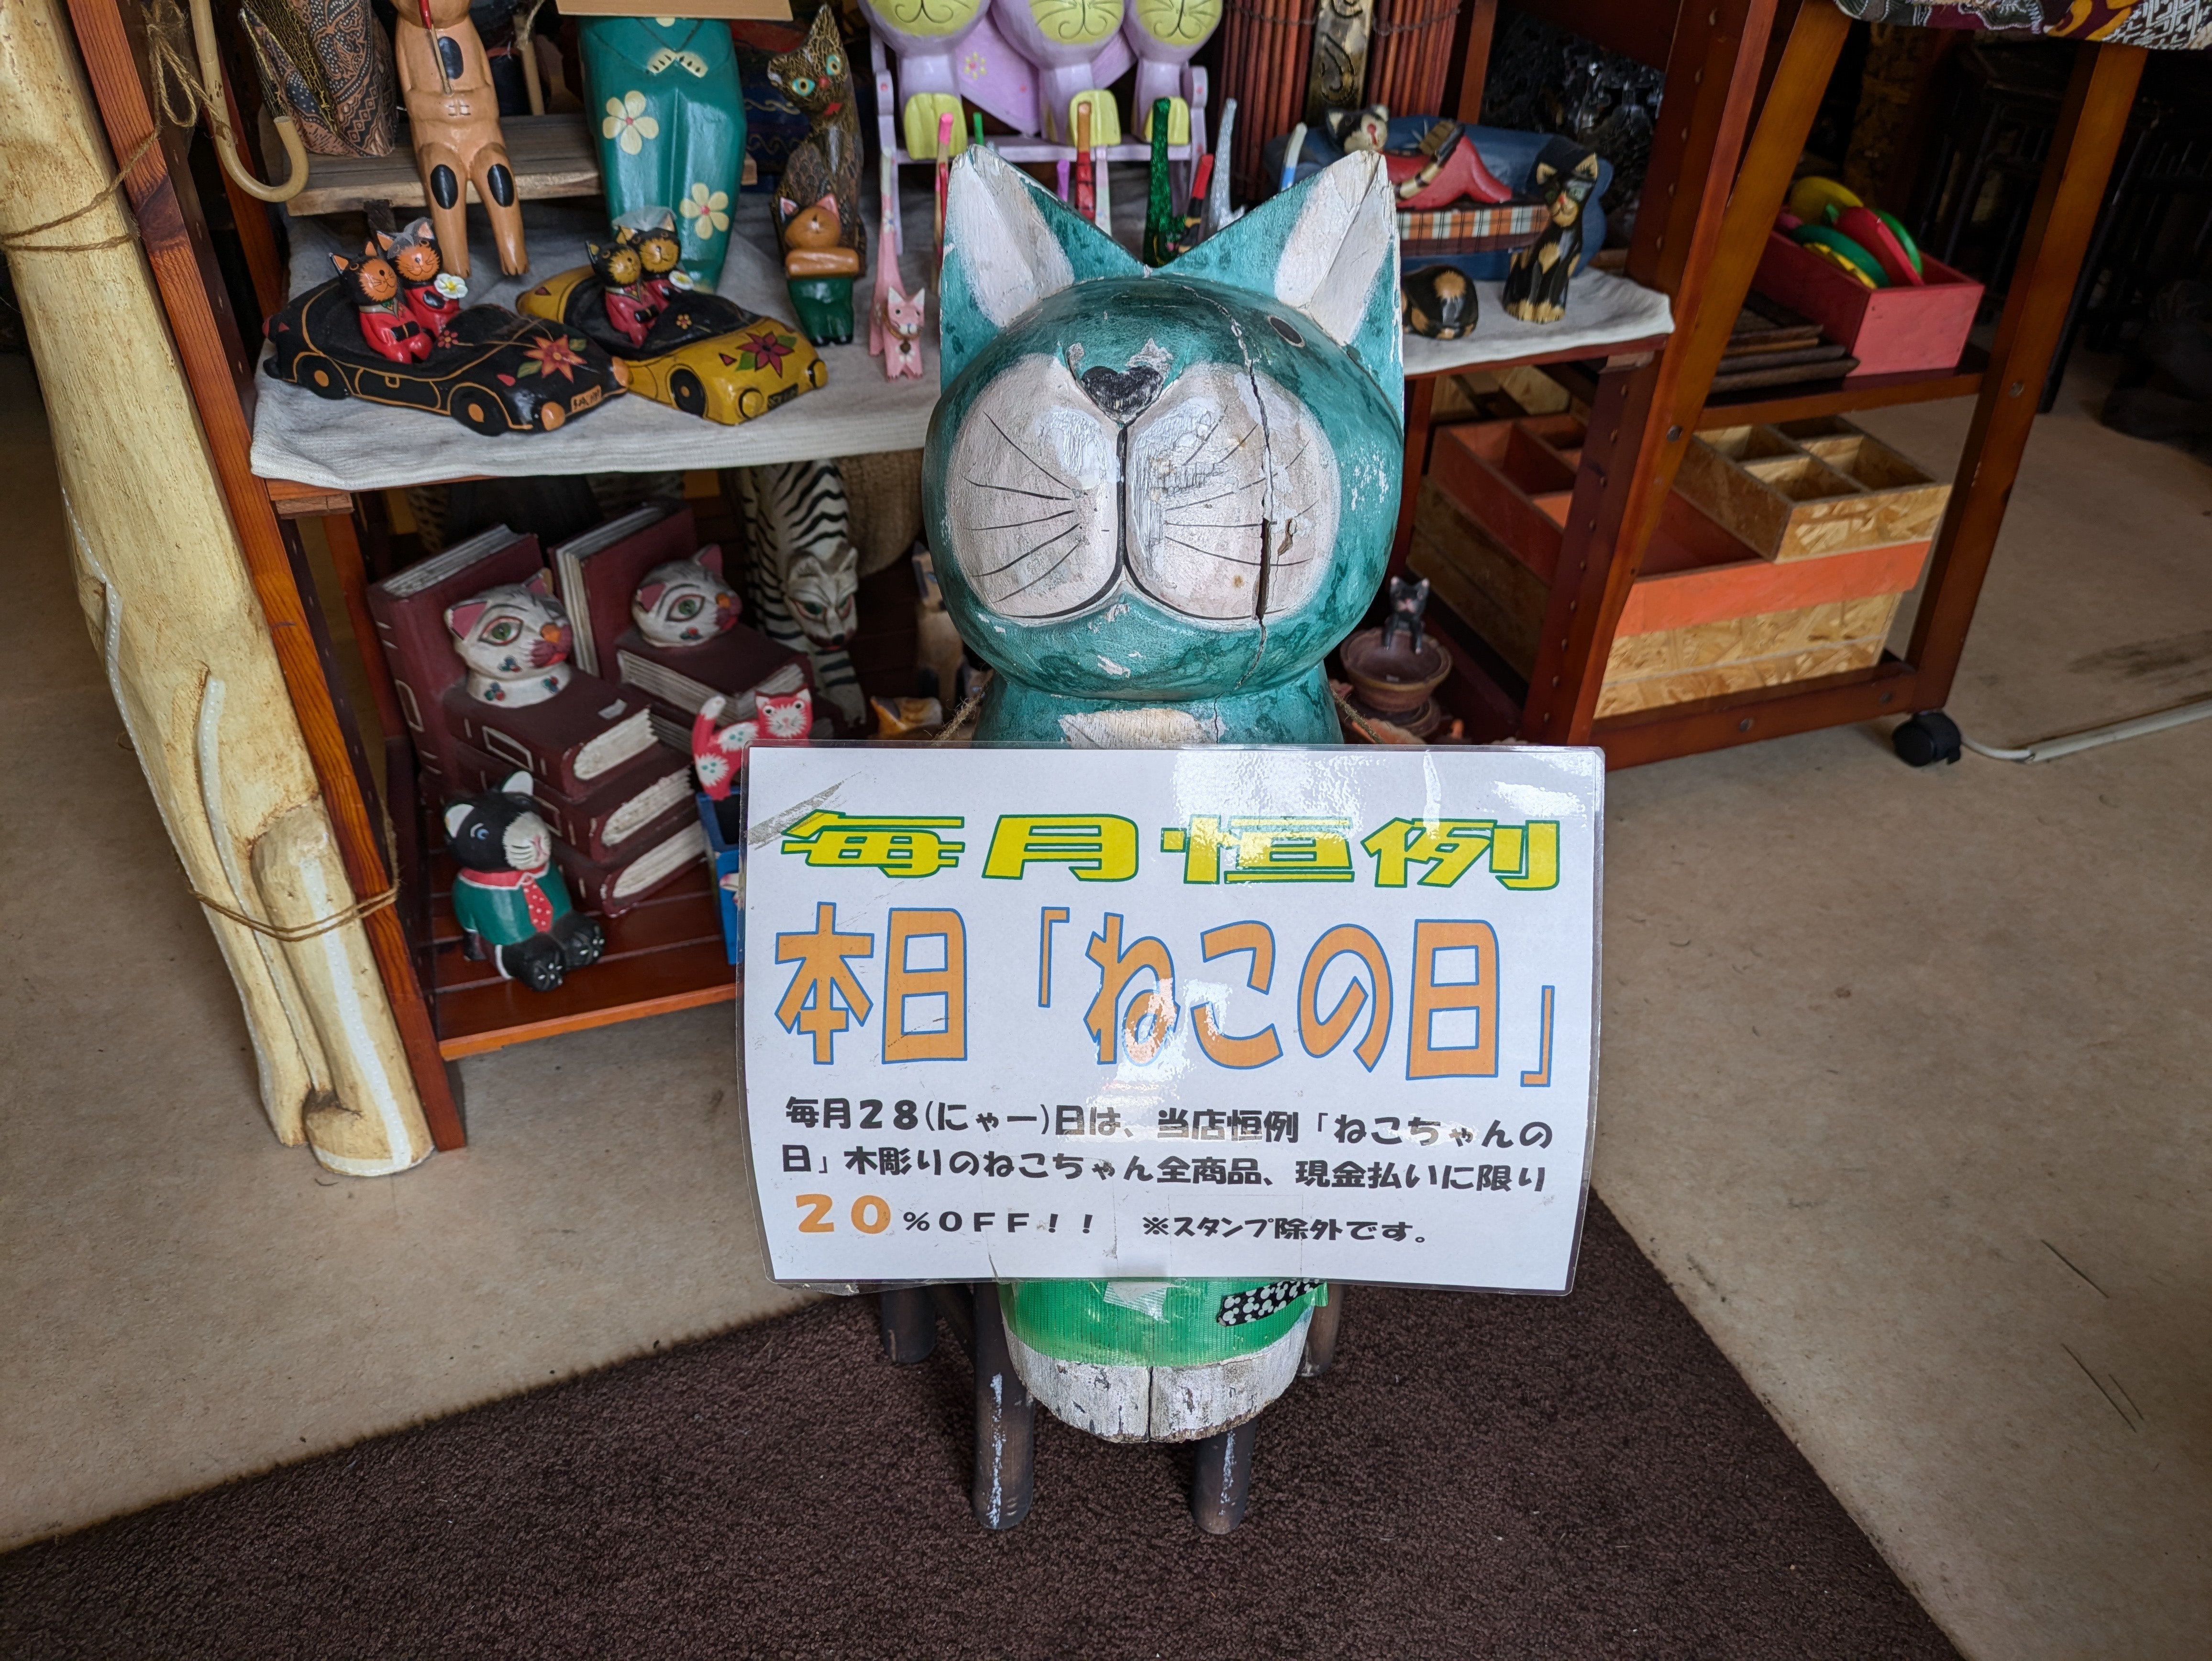 毎月恒例
本日「ねこの日」
毎月28(にゃー)日は、当店恒例「ねこちゃんの
日」木彫りのねこちゃん全商品、現金払いに限り
20%OFF!! ※スタンプ除外です。